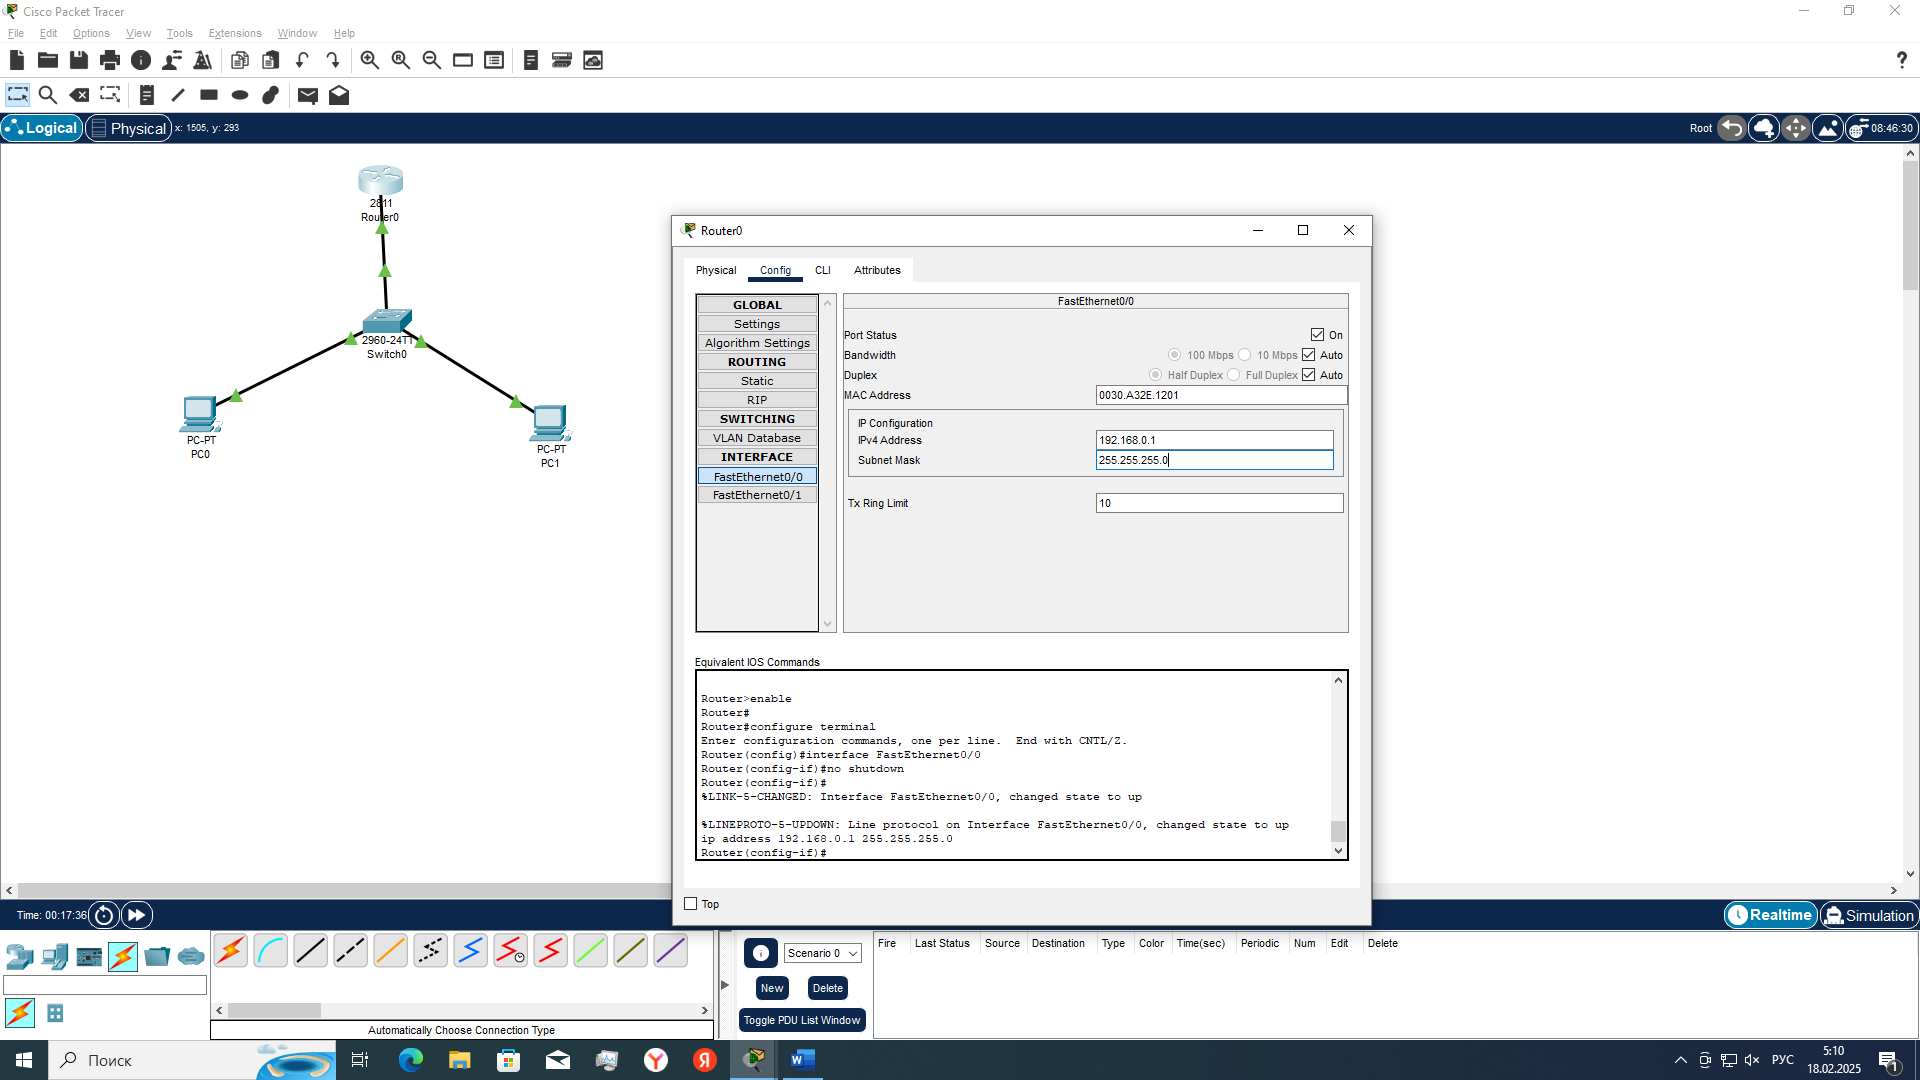 Cisco Packet Tracer
File Edit Options View Tools Extensions Window Help
Logical Physical x: 1505, y: 293
Root 08:46:30
2811
Router0
2960-24TT
Switch0
PC-PT
PC0
PC-PT
PC1
Router0
Physical Config CLI Attributes
GLOBAL
Settings
Algorithm Settings
ROUTING
Static
RIP
SWITCHING
VLAN Database
INTERFACE
FastEthernet0/0
FastEthernet0/1
FastEthernet0/0
Port Status On
Bandwidth 100 Mbps 10 Mbps Auto
Duplex Half Duplex Full Duplex Auto
MAC Address 0030.A32E.1201
IP Configuration
IPv4 Address 192.168.0.1
Subnet Mask 255.255.255.0
Tx Ring Limit 10
Equivalent IOS Commands
Router>enable
Router#
Router#configure terminal
Enter configuration commands, one per line. End with CNTL/Z.
Router(config)#interface FastEthernet0/0
Router(config-if)#no shutdown
Router(config-if)#
%LINK-5-CHANGED: Interface FastEthernet0/0, changed state to up
%LINEPROTO-5-UPDOWN: Line protocol on Interface FastEthernet0/0, changed state to up
ip address 192.168.0.1 255.255.255.0
Router(config-if)#
Top
Time: 00:17:36
Realtime Simulation
Automatically Choose Connection Type
Scenario 0
New Delete
Toggle PDU List Window
Fire Last Status Source Destination Type Color Time(sec) Periodic Num Edit Delete
Поиск
РУС
5:10
18.02.2025
1